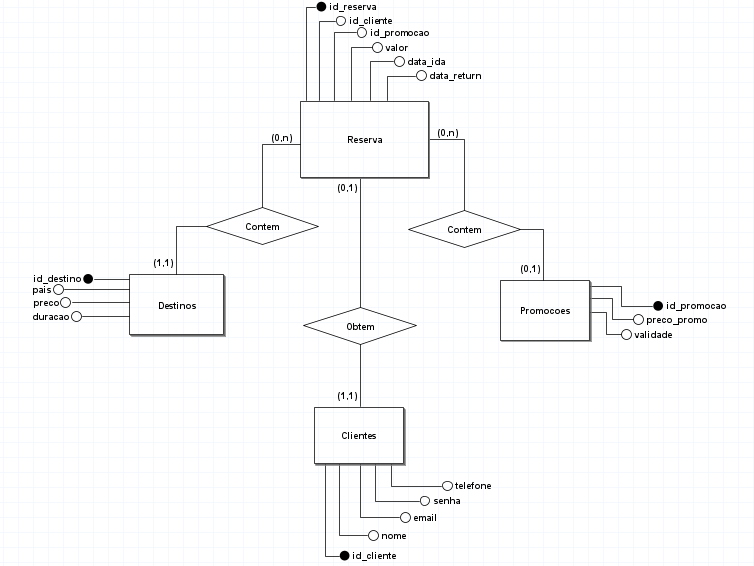 id_reserva
id_cliente
id_promocao
valor
data_ida
data_return
(0,n)
Reserva
(0,n)
(0,1)
Contem
Contem
(1,1)
(0,1)
id_destino
pais
preco
duracao
Destinos
Promocoes
id_promocao
preco_promo
validade
Obtem
(1,1)
Clientes
telefone
senha
email
nome
id_cliente